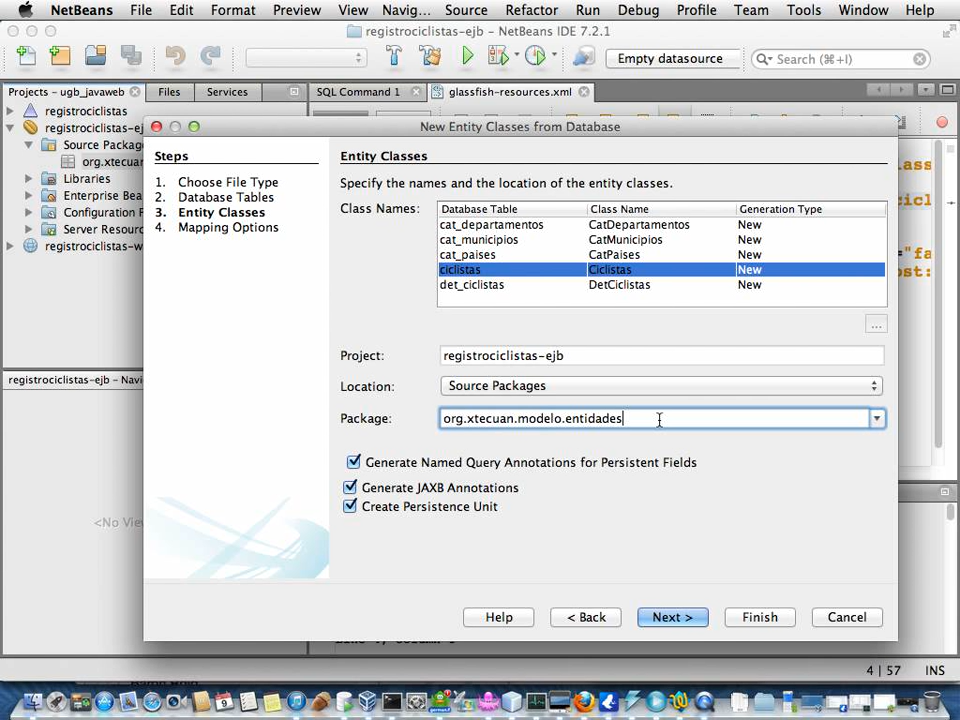 NetBeans File Edit Format Preview View Navig... Source Refactor Run Debug Profile Team Tools Window Help
registrociclistas-ejb – NetBeans IDE 7.2.1
Empty datasource
Search (⌘+I)
Projects – ugb_javaweb Files Services SQL Command 1 glassfish-resources.xml
registrociclistas
registrociclistas-ej
Source Packag
org.xtecuan
Libraries
Enterprise Bea
Configuration F
Server Resour
registrociclistas-w
New Entity Classes from Database
Steps
1. Choose File Type
2. Database Tables
3. Entity Classes
4. Mapping Options
Entity Classes
Specify the names and the location of the entity classes.
Class Names:
Database Table Class Name Generation Type
cat_departamentos CatDepartamentos New
cat_municipios CatMunicipios New
cat_paises CatPaises New
ciclistas Ciclistas New
det_ciclistas DetCiclistas New
...
Project: registrociclistas-ejb
Location: Source Packages
Package: org.xtecuan.modelo.entidades
Generate Named Query Annotations for Persistent Fields
Generate JAXB Annotations
Create Persistence Unit
Help < Back Next > Finish Cancel
lass
cicl
="fa
ost:
registrociclistas-ejb – Navi
<No Vie
4 | 57 INS